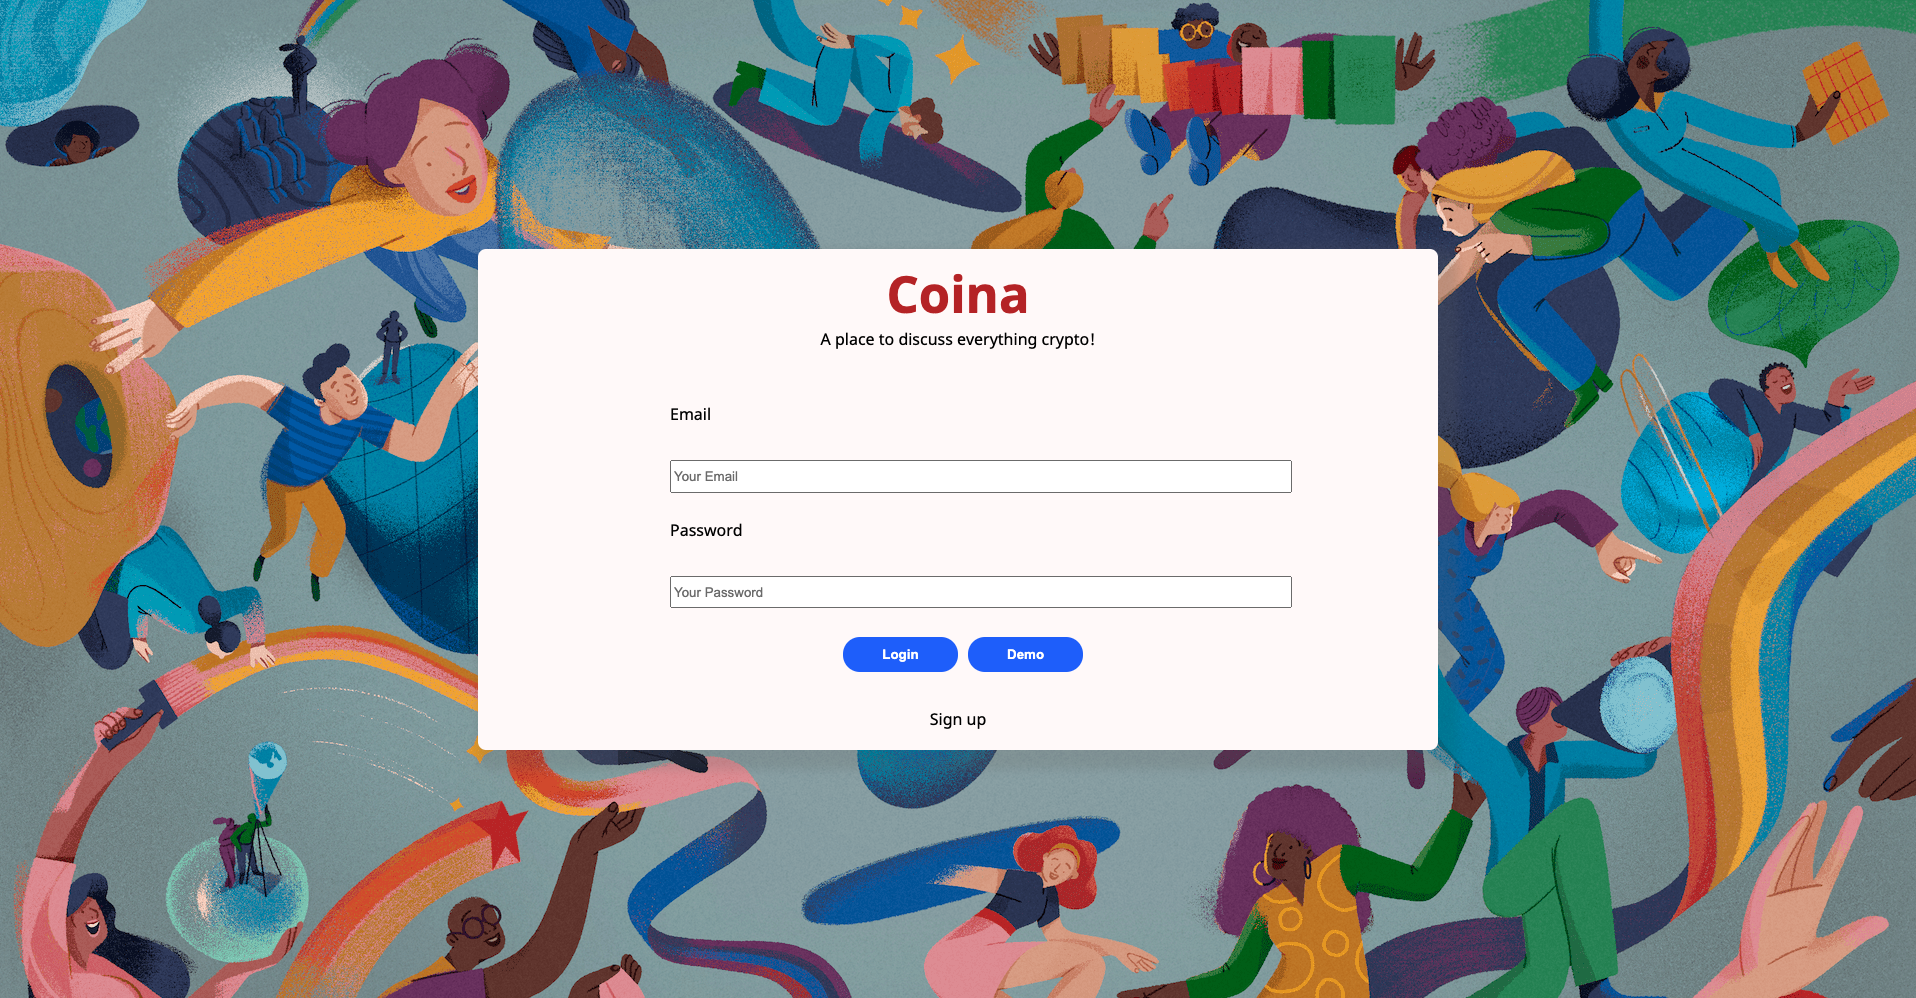 Coina
A place to discuss everything crypto!
Email
Your Email
Password
Your Password
Login Demo
Sign up